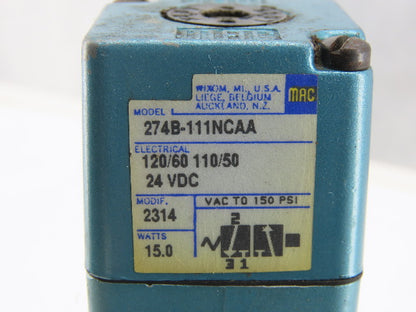 WIXOM, MI., U.S.A.
LIEGE, BELGIUM
AUCKLAND, N.Z.
MAC
MODEL
274B-111NCAA
ELECTRICAL
120/60 110/50
24 VDC
MODIF. VAC TO 150 PSI
2314
WATTS
15.0
2
3 1